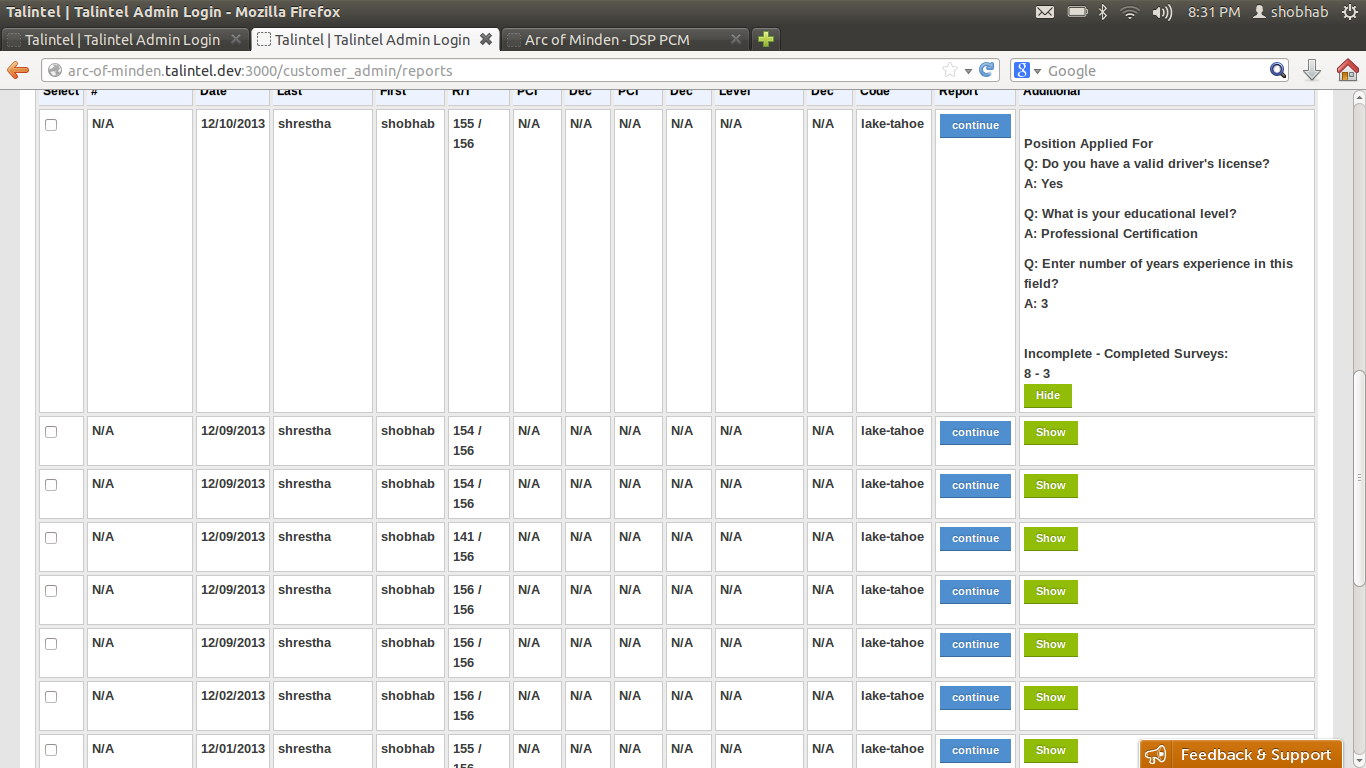 Talintel | Talintel Admin Login - Mozilla Firefox 8:31 PM shobhab
Talintel | Talintel Admin Login Talintel | Talintel Admin Login Arc of Minden - DSP PCM
arc-of-minden.talintel.dev:3000/customer_admin/reports Google
Select # Date Last First R/T PCI Dec PCI Dec Level Dec Code Report Additional
N/A 12/10/2013 shrestha shobhab 155 / N/A N/A N/A N/A N/A N/A lake-tahoe continue
156
Position Applied For
Q: Do you have a valid driver's license?
A: Yes
Q: What is your educational level?
A: Professional Certification
Q: Enter number of years experience in this
field?
A: 3
Incomplete - Completed Surveys:
8 - 3
Hide
N/A 12/09/2013 shrestha shobhab 154 / N/A N/A N/A N/A N/A N/A lake-tahoe continue Show
156
N/A 12/09/2013 shrestha shobhab 154 / N/A N/A N/A N/A N/A N/A lake-tahoe continue Show
156
N/A 12/09/2013 shrestha shobhab 141 / N/A N/A N/A N/A N/A N/A lake-tahoe continue Show
156
N/A 12/09/2013 shrestha shobhab 156 / N/A N/A N/A N/A N/A N/A lake-tahoe continue Show
156
N/A 12/09/2013 shrestha shobhab 156 / N/A N/A N/A N/A N/A N/A lake-tahoe continue Show
156
N/A 12/02/2013 shrestha shobhab 156 / N/A N/A N/A N/A N/A N/A lake-tahoe continue Show
156
N/A 12/01/2013 shrestha shobhab 155 / N/A N/A N/A N/A N/A N/A lake-tahoe continue Show
156
Feedback & Support